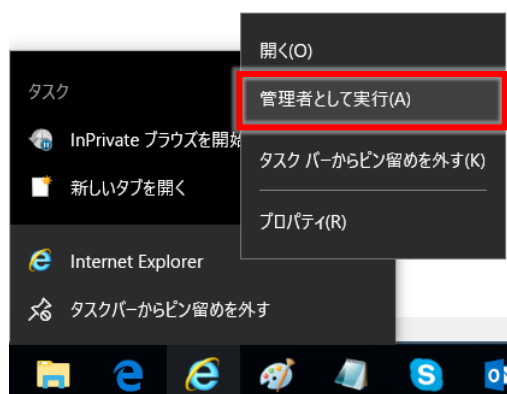 開く(O)
管理者として実行(A)
タスク バーからピン留めを外す(K)
プロパティ(R)
タスク
InPrivate ブラウズを開始
新しいタブを開く
Internet Explorer
タスクバーからピン留めを外す